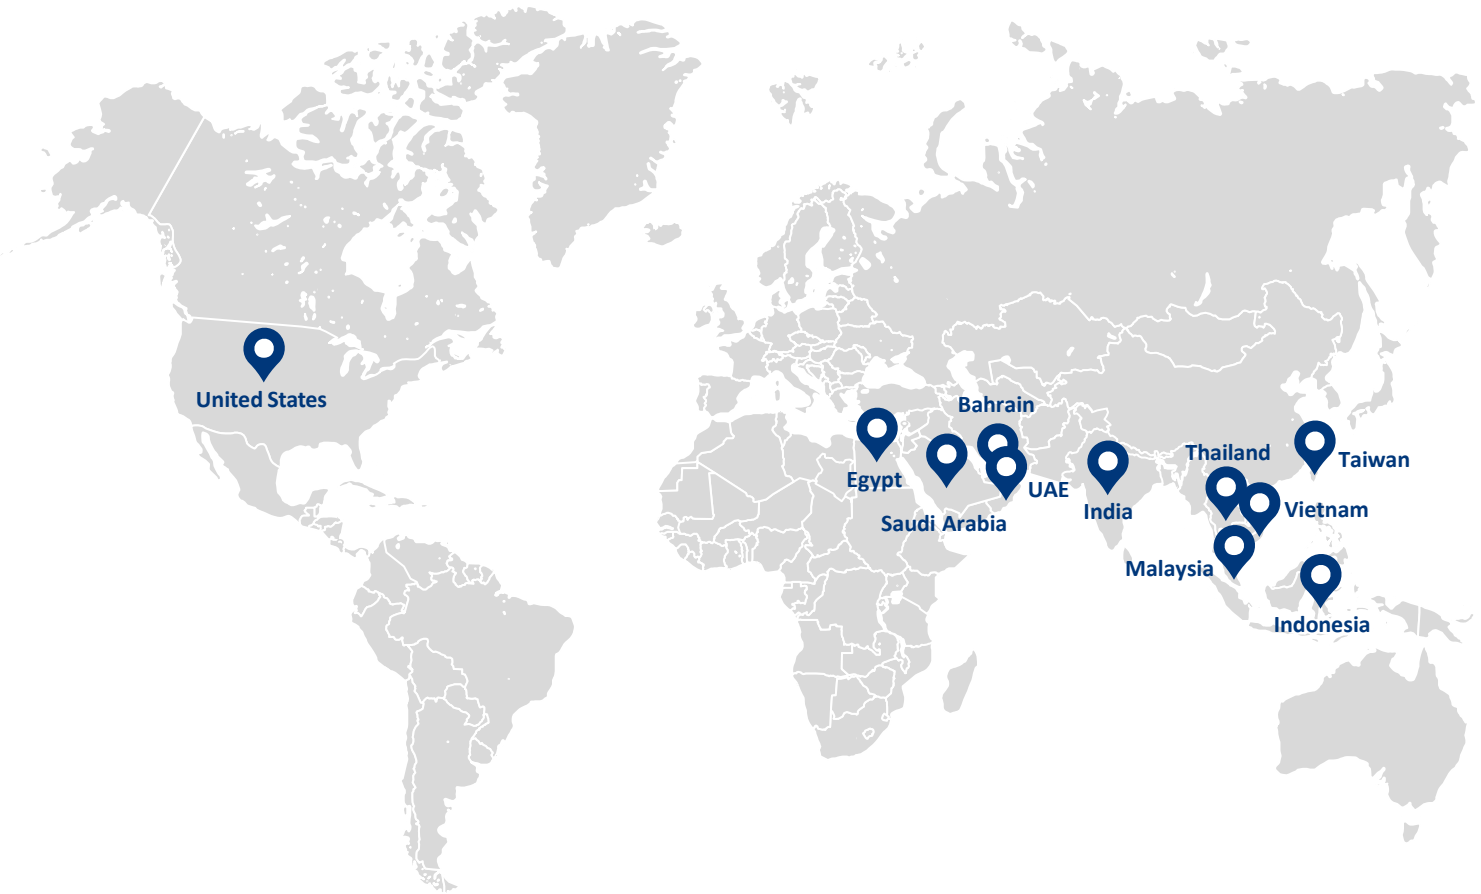 United States
Bahrain
Egypt
Saudi Arabia
UAE
India
Thailand
Taiwan
Vietnam
Malaysia
Indonesia